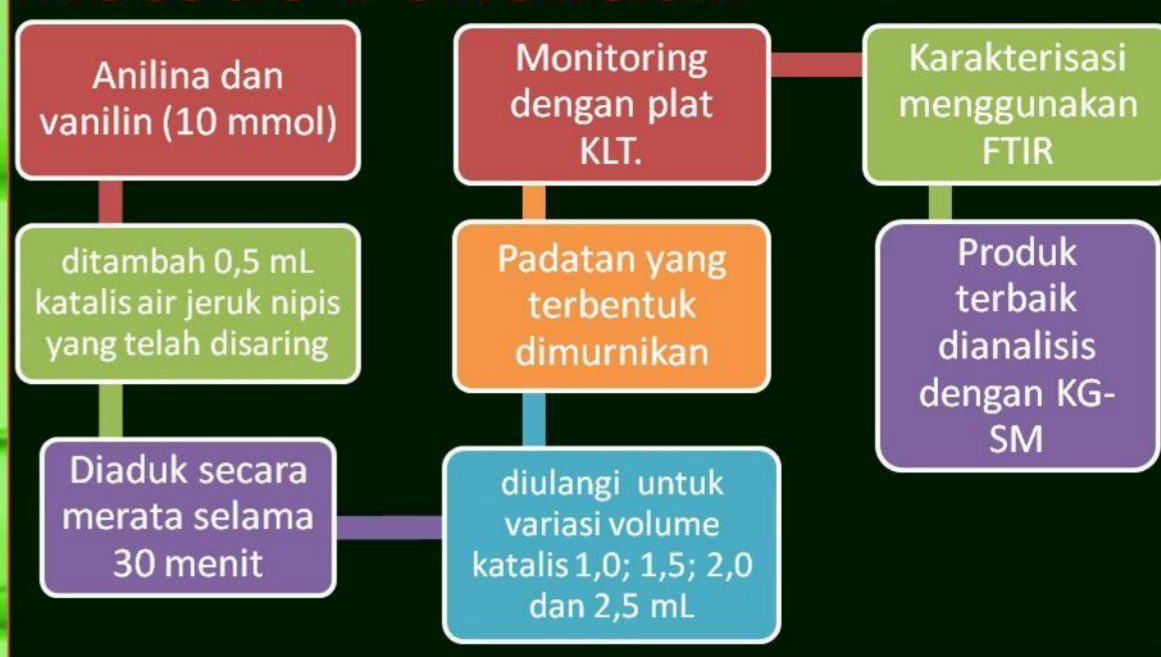 Anilina dan
vanilin (10 mmol)
ditambah 0,5 mL
katalis air jeruk nipis
yang telah disaring
Diaduk secara
merata selama
30 menit
diulangi untuk
variasi volume
katalis 1,0; 1,5; 2,0
dan 2,5 mL
Padatan yang
terbentuk
dimurnikan
Monitoring
dengan plat
KLT.
Karakterisasi
menggunakan
FTIR
Produk
terbaik
dianalisis
dengan KG-
SM